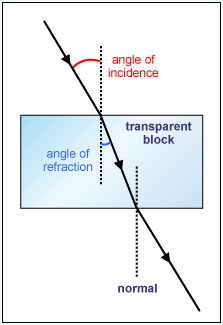 angle of
incidence
transparent
block
angle of
refraction
normal